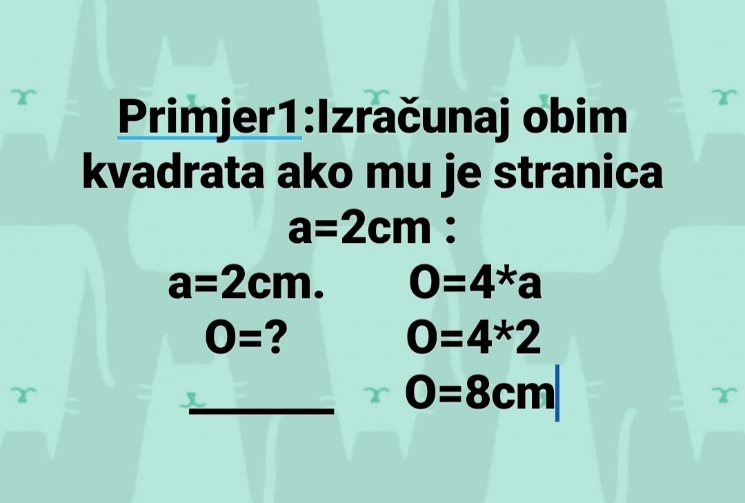 Primjer1:Izračunaj obim
kvadrata ako mu je stranica
a=2cm :
a=2cm. O=4*a
O=? O=4*2
O=8cm